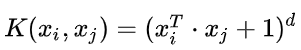 K(x_i, x_j) = (x_i^T · x_j + 1)^d